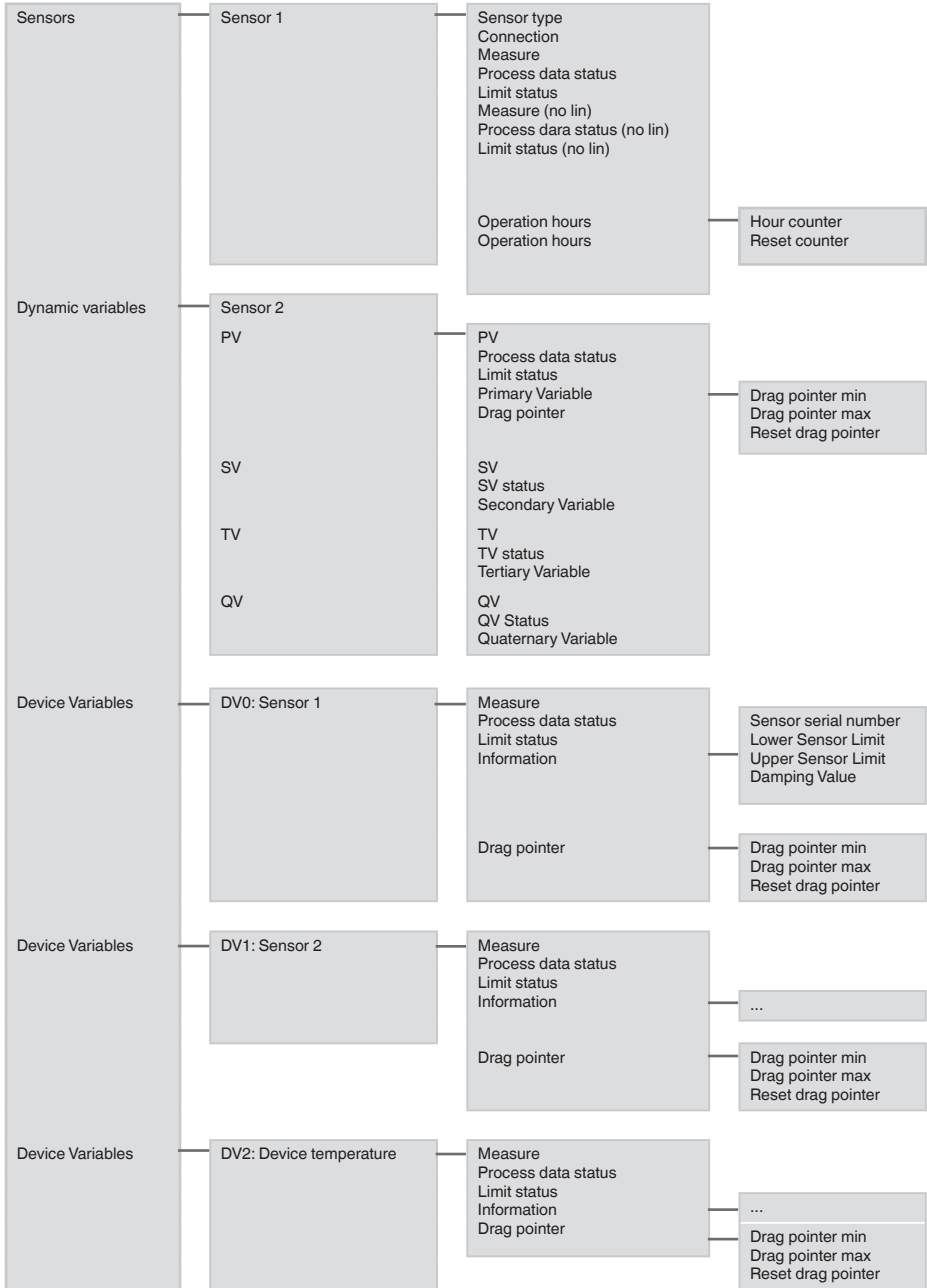 Sensors
Sensor 1
Sensor type
Connection
Measure
Process data status
Limit status
Measure (no lin)
Process dara status (no lin)
Limit status (no lin)
Operation hours
Operation hours
Hour counter
Reset counter
Dynamic variables
Sensor 2
PV
PV
Process data status
Limit status
Primary Variable
Drag pointer
Drag pointer min
Drag pointer max
Reset drag pointer
SV
SV
SV status
Secondary Variable
TV
TV
TV status
Tertiary Variable
QV
QV
QV Status
Quaternary Variable
Device Variables
DV0: Sensor 1
Measure
Process data status
Limit status
Information
Sensor serial number
Lower Sensor Limit
Upper Sensor Limit
Damping Value
Drag pointer
Drag pointer min
Drag pointer max
Reset drag pointer
Device Variables
DV1: Sensor 2
Measure
Process data status
Limit status
Information
...
Drag pointer
Drag pointer min
Drag pointer max
Reset drag pointer
Device Variables
DV2: Device temperature
Measure
Process data status
Limit status
Information
Drag pointer
...
Drag pointer min
Drag pointer max
Reset drag pointer